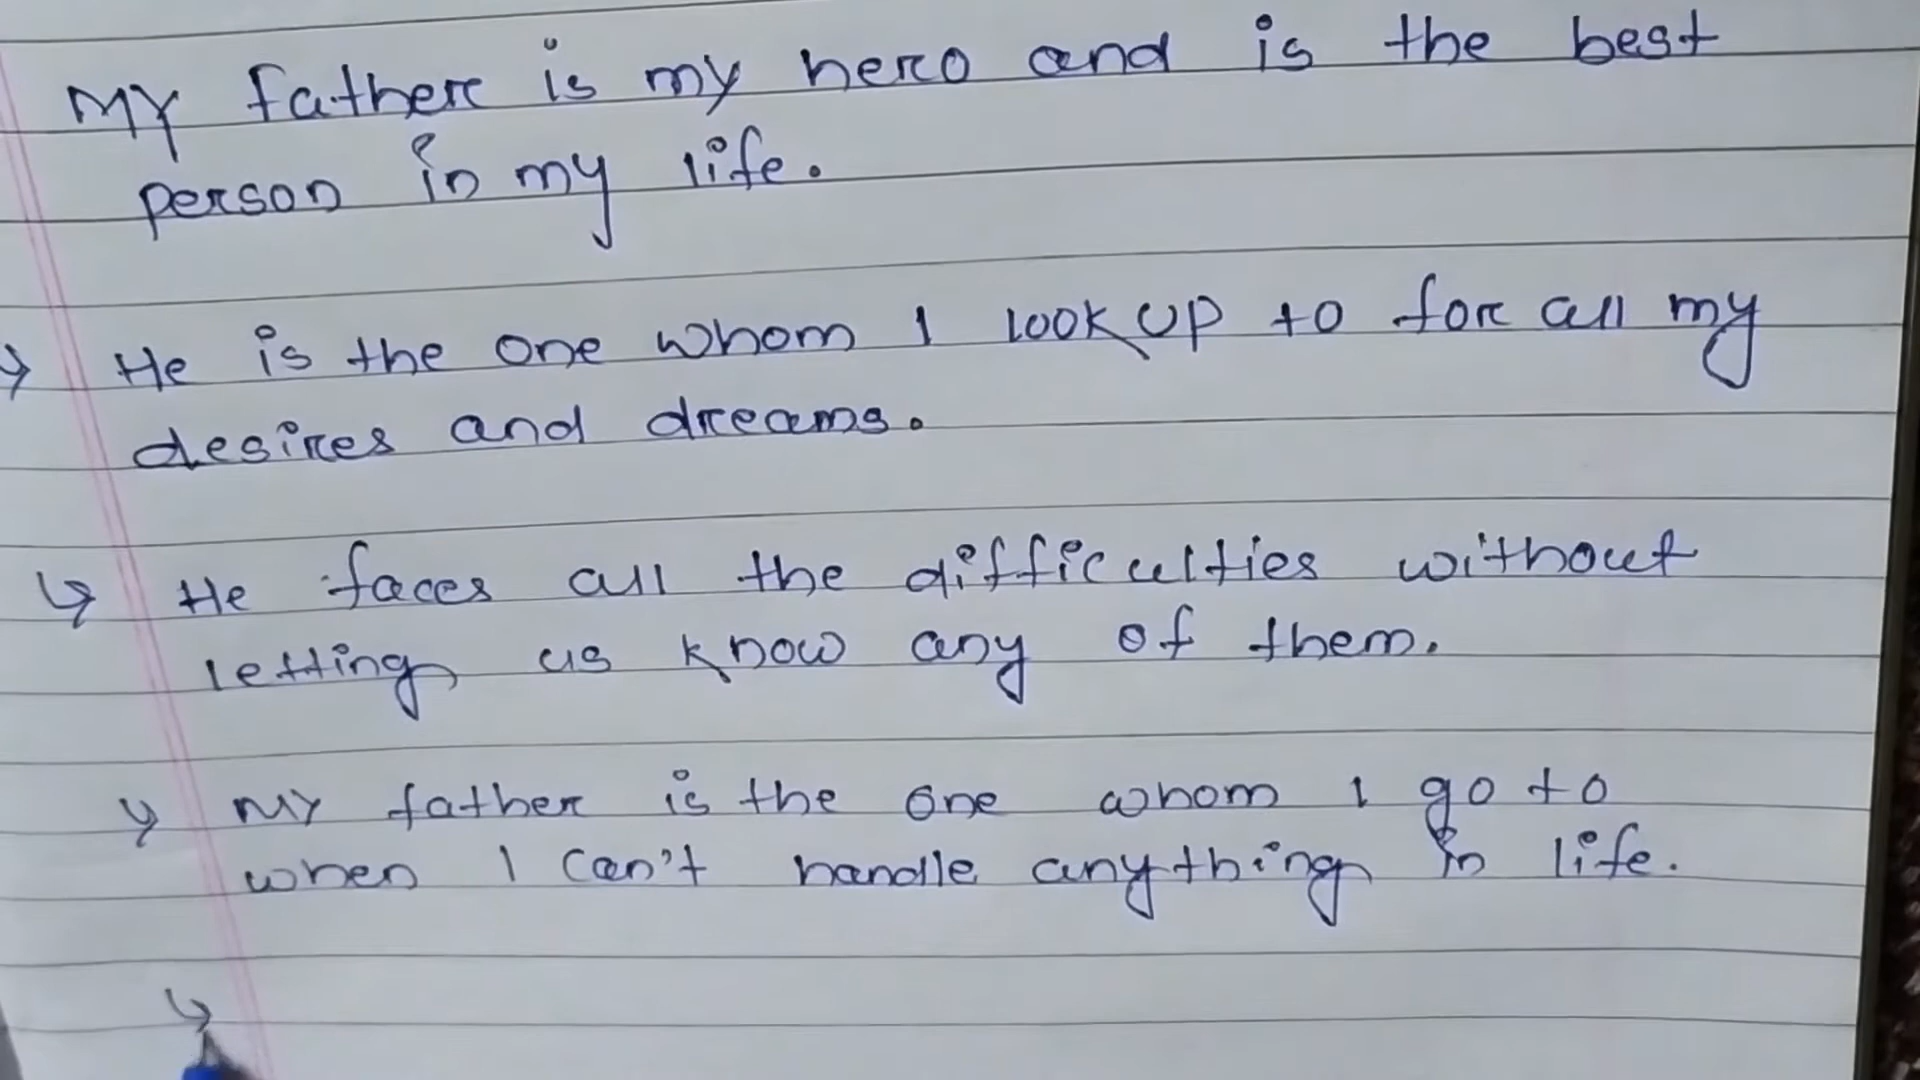 My father is my hero and is the best
person in my life.
He is the one whom I look up to for all my
desires and dreams.
He faces all the difficulties without
letting us know any of them.
My father is the one whom I go to
when I can't handle anything in life.